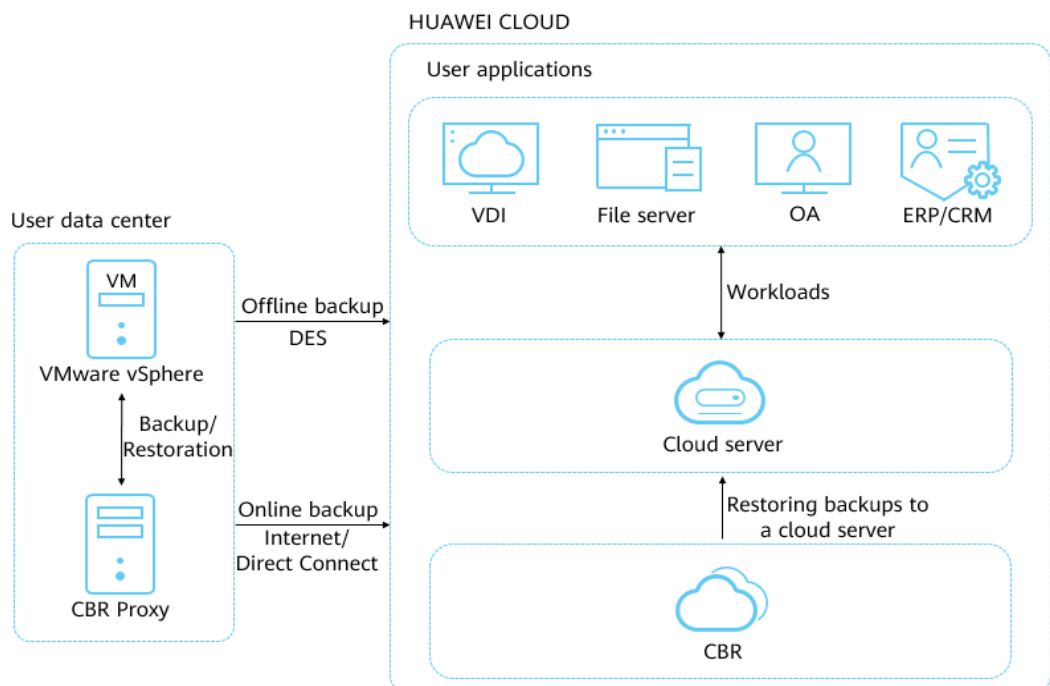 HUAWEI CLOUD
User applications
VDI
File server
OA
ERP/CRM
User data center
VM
VMware vSphere
Backup/
Restoration
CBR Proxy
Offline backup
DES
Online backup
Internet/
Direct Connect
Workloads
Cloud server
Restoring backups to
a cloud server
CBR